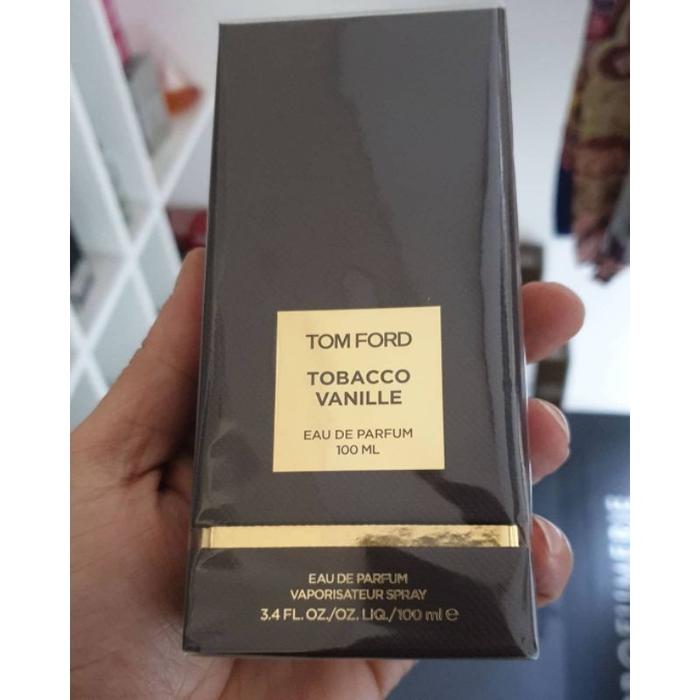 TOM FORD
TOBACCO
VANILLE
EAU DE PARFUM
100 ML
EAU DE PARFUM
VAPORISATEUR SPRAY
3.4 FL. OZ./OZ. LIQ./100 ml ℮